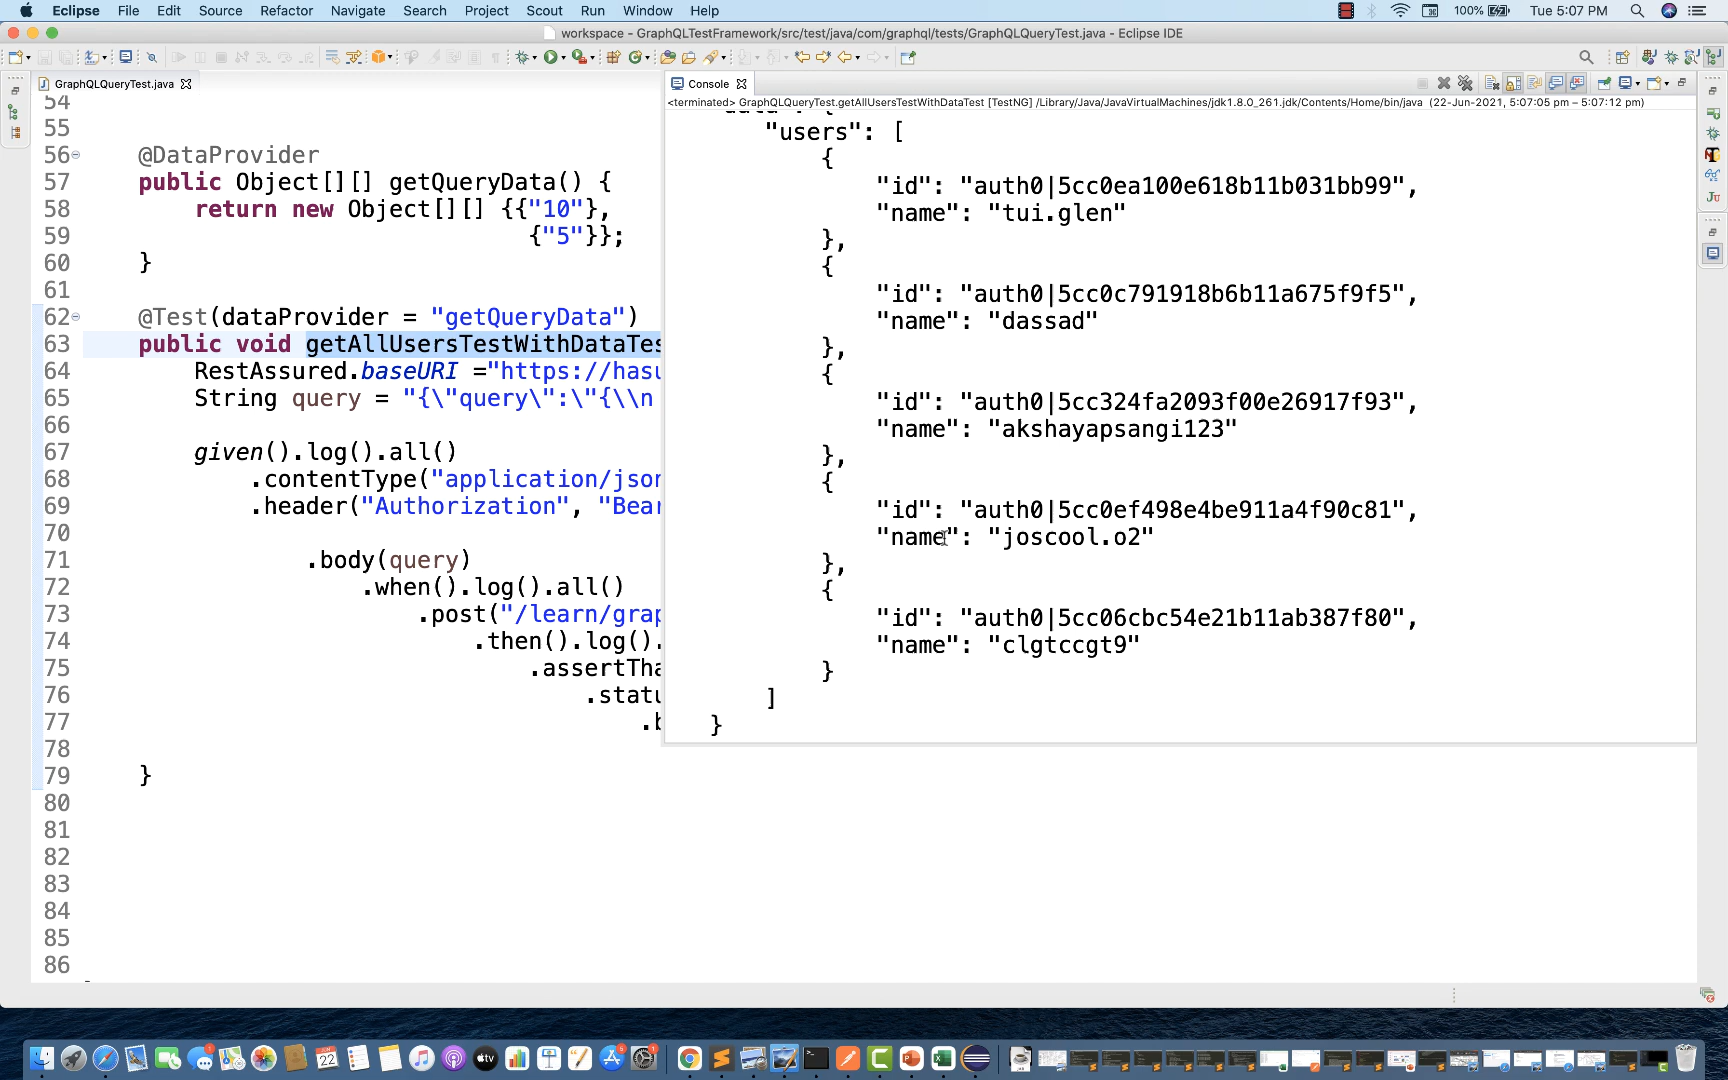 Eclipse File Edit Source Refactor Navigate Search Project Scout Run Window Help 100% Tue 5:07 PM
workspace - GraphQLTestFramework/src/test/java/com/graphql/tests/GraphQLQueryTest.java - Eclipse IDE
GraphQLQueryTest.java
54
55
56 @DataProvider
57 public Object[][] getQueryData() {
58 return new Object[][] {{"10"},
59 {"5"}};
60 }
61
62 @Test(dataProvider = "getQueryData")
63 public void getAllUsersTestWithDataTes
64 RestAssured.baseURI ="https://hasu
65 String query = "{\"query\":\"{\\n
66
67 given().log().all()
68 .contentType("application/json
69 .header("Authorization", "Bear
70
71 .body(query)
72 .when().log().all()
73 .post("/learn/grap
74 .then().log().
75 .assertTha
76 .statu
77 .b
78
79 }
80
81
82
83
84
85
86
Console
<terminated> GraphQLQueryTest.getAllUsersTestWithDataTest [TestNG] /Library/Java/JavaVirtualMachines/jdk1.8.0_261.jdk/Contents/Home/bin/java (22-Jun-2021, 5:07:05 pm – 5:07:12 pm)
"users": [
{
"id": "auth0|5cc0ea100e618b11b031bb99",
"name": "tui.glen"
},
{
"id": "auth0|5cc0c791918b6b11a675f9f5",
"name": "dassad"
},
{
"id": "auth0|5cc324fa2093f00e26917f93",
"name": "akshayapsangi123"
},
{
"id": "auth0|5cc0ef498e4be911a4f90c81",
"name": "joscool.o2"
},
{
"id": "auth0|5cc06cbc54e21b11ab387f80",
"name": "clgtccgt9"
}
]
}